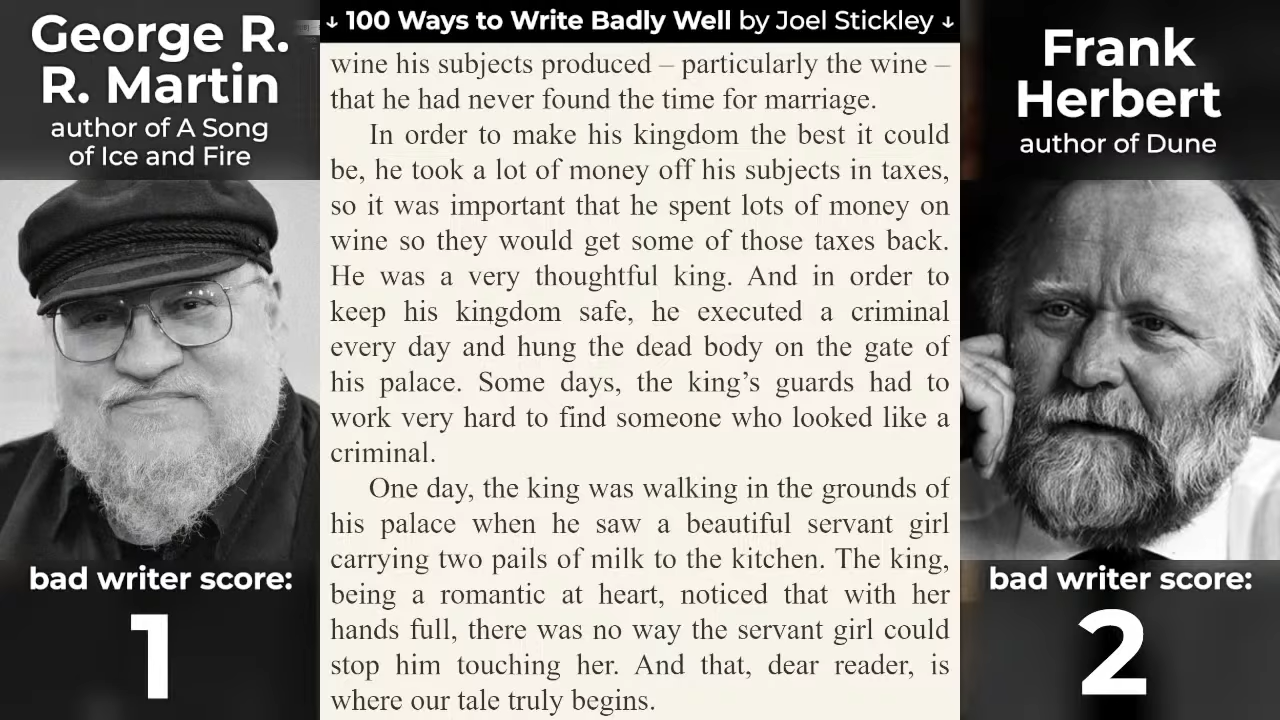 George R.
R. Martin
author of A Song
of Ice and Fire
bad writer score:
1
↓ 100 Ways to Write Badly Well by Joel Stickley ↓
wine his subjects produced – particularly the wine –
that he had never found the time for marriage.
In order to make his kingdom the best it could
be, he took a lot of money off his subjects in taxes,
so it was important that he spent lots of money on
wine so they would get some of those taxes back.
He was a very thoughtful king. And in order to
keep his kingdom safe, he executed a criminal
every day and hung the dead body on the gate of
his palace. Some days, the king’s guards had to
work very hard to find someone who looked like a
criminal.
One day, the king was walking in the grounds of
his palace when he saw a beautiful servant girl
carrying two pails of milk to the kitchen. The king,
being a romantic at heart, noticed that with her
hands full, there was no way the servant girl could
stop him touching her. And that, dear reader, is
where our tale truly begins.
Frank
Herbert
author of Dune
bad writer score:
2